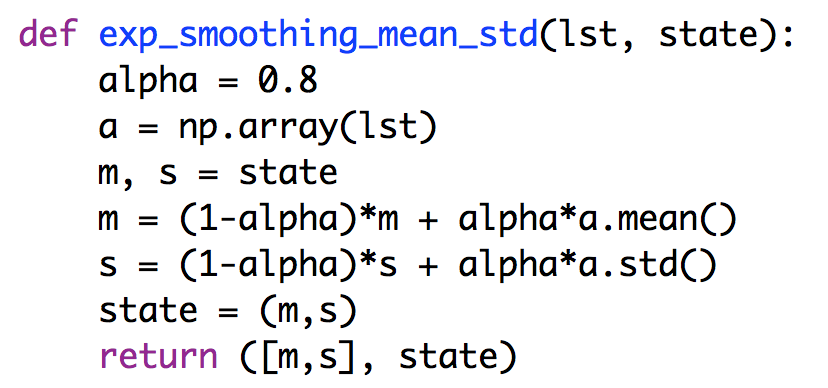 def exp_smoothing_mean_std(lst, state):
    alpha = 0.8
    a = np.array(lst)
    m, s = state
    m = (1-alpha)*m + alpha*a.mean()
    s = (1-alpha)*s + alpha*a.std()
    state = (m,s)
    return ([m,s], state)